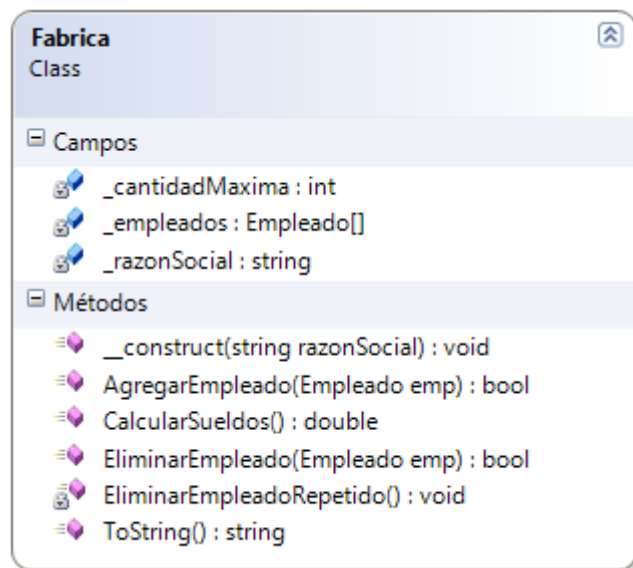 Fabrica
Class
Campos
_cantidadMaxima : int
_empleados : Empleado[]
_razonSocial : string
Métodos
__construct(string razonSocial) : void
AgregarEmpleado(Empleado emp) : bool
CalcularSueldos() : double
EliminarEmpleado(Empleado emp) : bool
EliminarEmpleadoRepetido() : void
ToString() : string